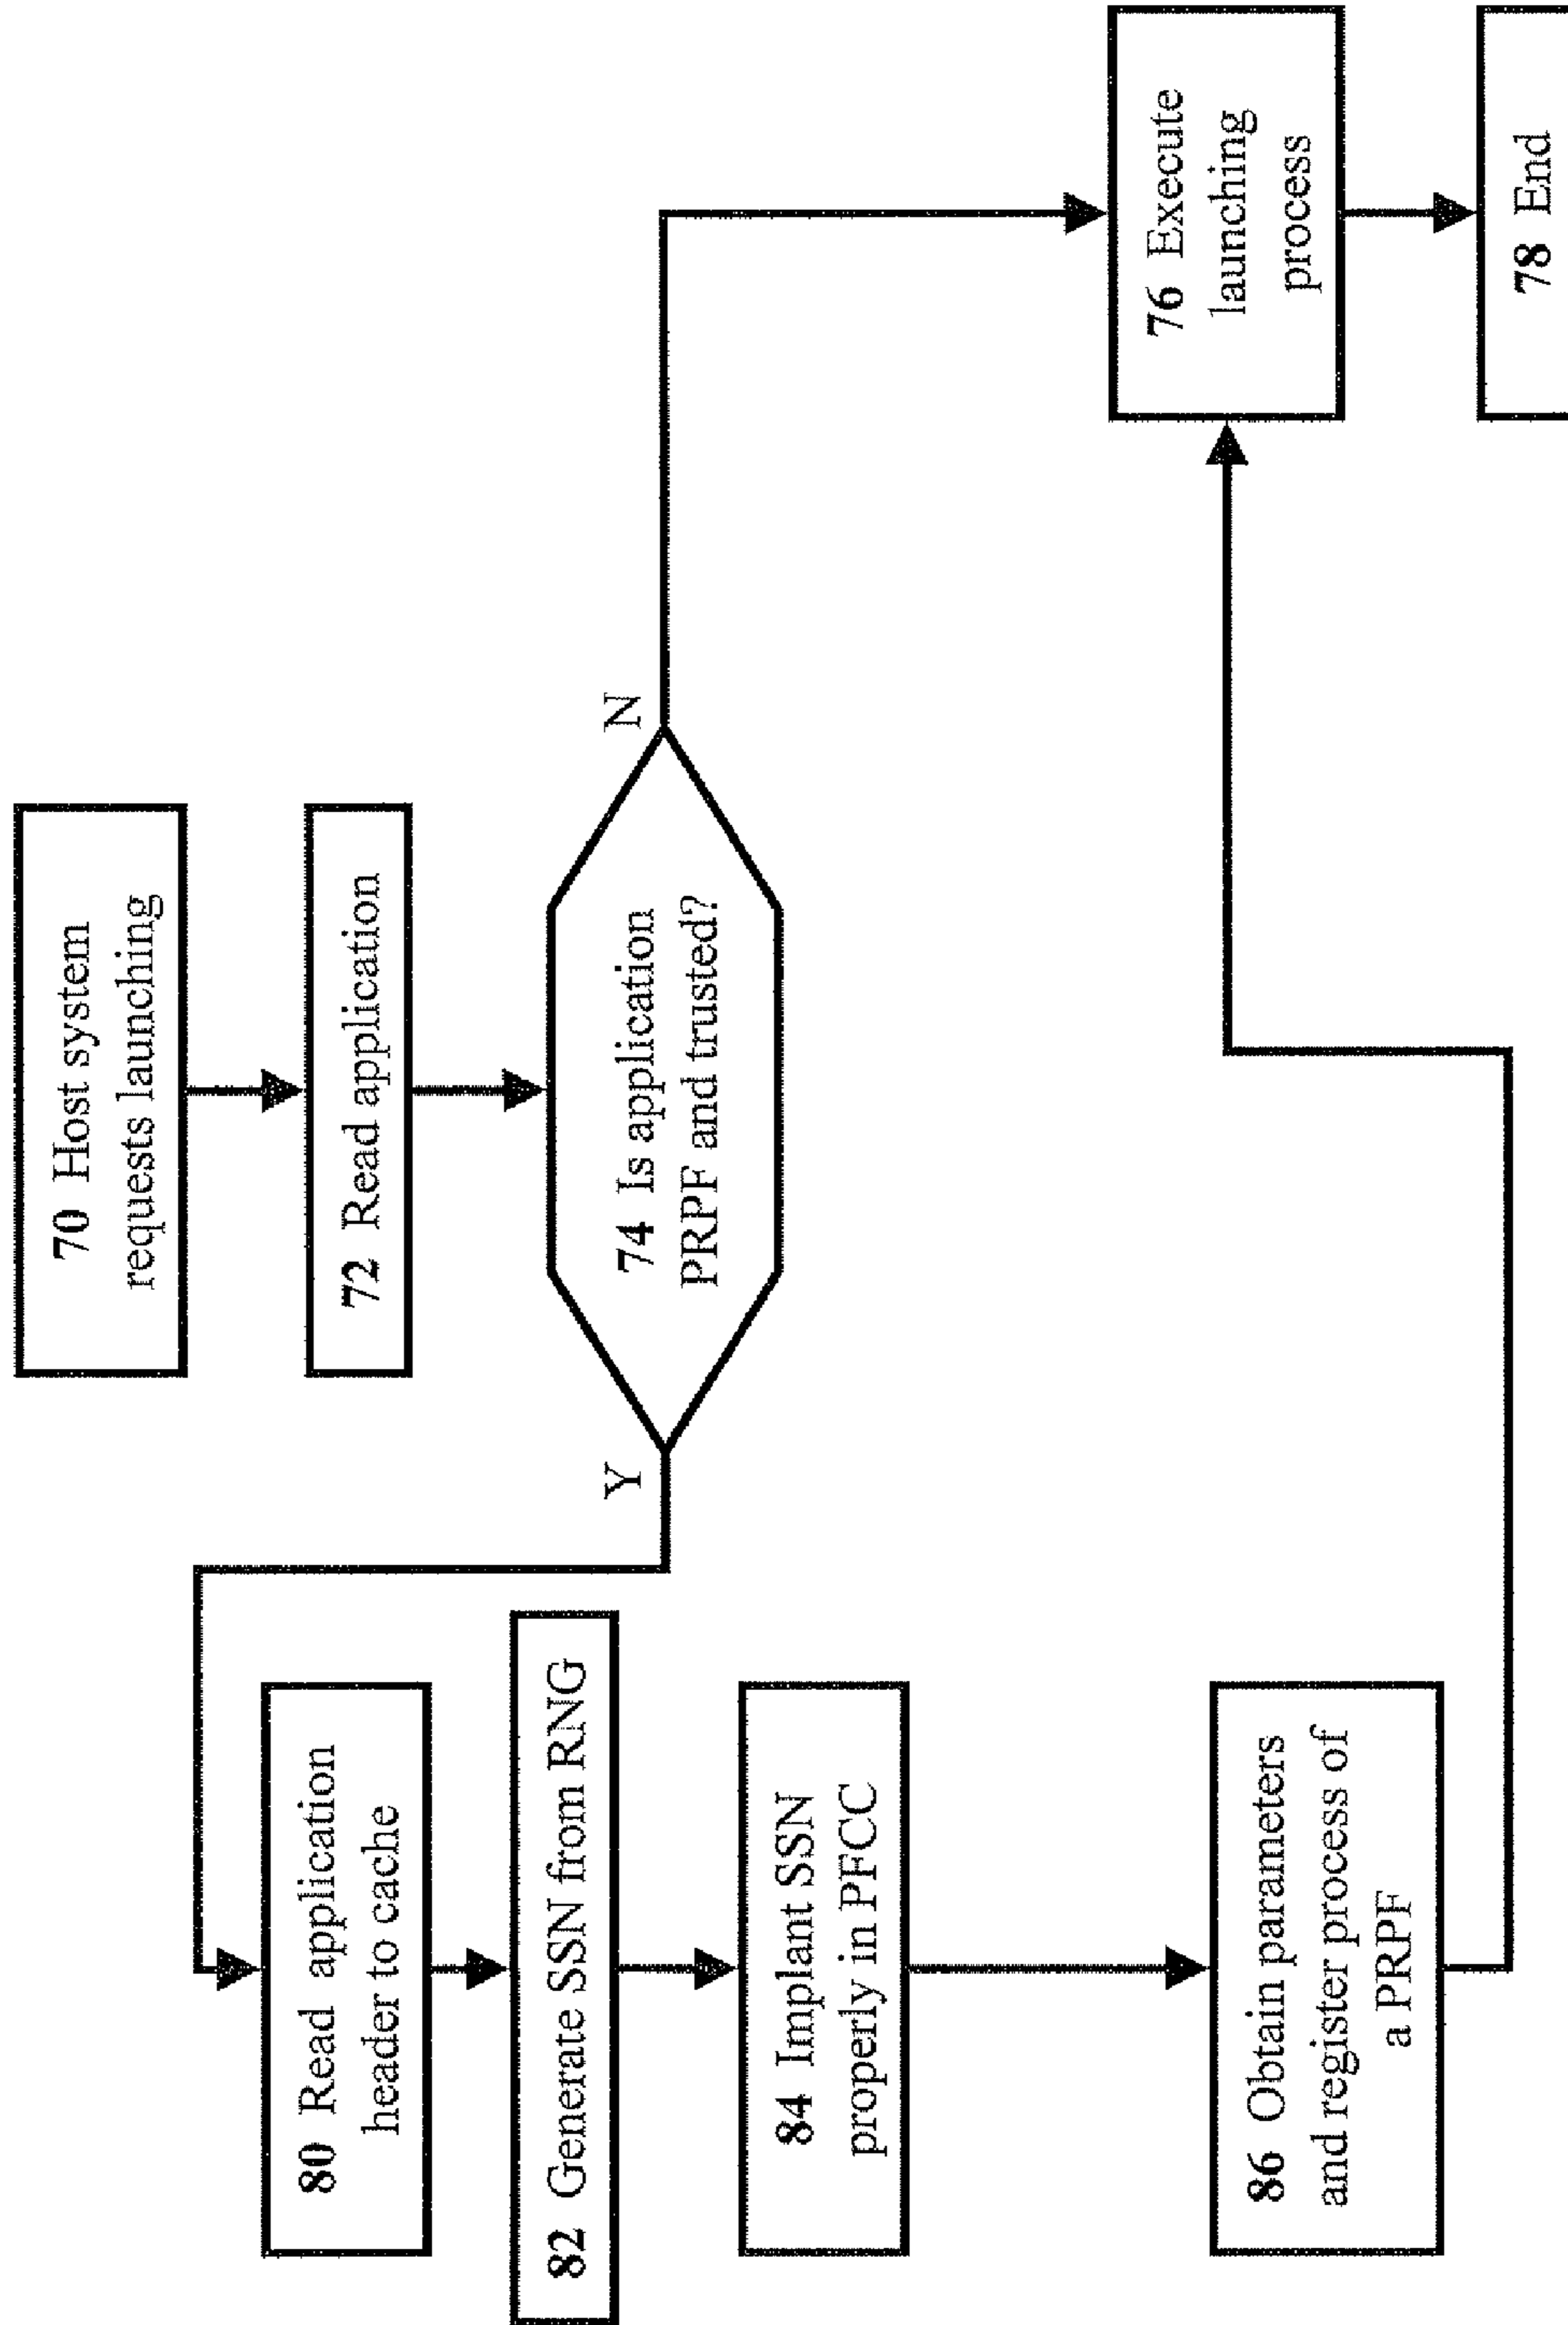 70 Host system
requests launching
72 Read application
74 Is application
PRPF and trusted?
Y
N
80 Read application
header to cache
82 Generate SSN from RNG
84 Implant SSN
properly in PFCC
86 Obtain parameters
and register process of
a PRPF
76 Execute
launching
process
78 End